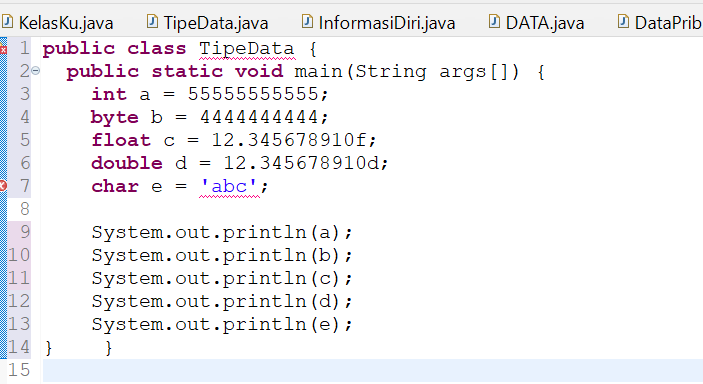 KelasKu.java TipeData.java InformasiDiri.java DATA.java DataPrib
1 public class TipeData {
2 public static void main(String args[]) {
3 int a = 55555555555;
4 byte b = 4444444444;
5 float c = 12.345678910f;
6 double d = 12.345678910d;
7 char e = 'abc';
8
9 System.out.println(a);
10 System.out.println(b);
11 System.out.println(c);
12 System.out.println(d);
13 System.out.println(e);
14 } }
15